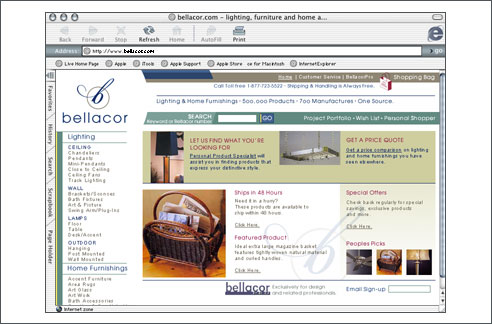 bellacor.com - lighting, furniture and home a...
Back Forward Stop Refresh Home AutoFill Print
Address: http://www.bellacor.com/ go
Live Home Page Apple iTools Apple Support Apple Store ce for Macintosh InternetExplorer
Favorites
History
Search
Scrapbook
Page Holder
Home | Customer Service | BellacorPro Shopping Bag
Call toll free 1-877-723-5522 - Shipping & Handling is Always Free.
b
bellacor
Lighting & Home Furnishings - 500,000 Products - 700 Manufactures - One Source.
SEARCH
Keyword or Bellacor number
GO
Project Portfolio - Wish List - Personal Shopper
Lighting
CEILING
Chandeliers
Pendants
Mini Pendants
Close to Ceiling
Ceiling Fans
Track Lighting
WALL
Brackets/Sconces
Bath Fixtures
Art & Picture
Swing Arm/Plug-Ins
LAMPS
Floor
Table
Desk/Accent
OUTDOOR
Hanging
Post Mounted
Wall Mounted
Home Furnishings
Accent Furniture
Area Rugs
Art Glass
Art Work
Bath Accessories
LET US FIND WHAT YOU'RE
LOOKING FOR
Personal Product Specialist will
assist you in finding products that
express your distinctive style.
GET A PRICE QUOTE
Get a price comparison on lighting
and home furnishings you have
seen elsewhere.
Ships in 48 Hours
Need it in a hurry?
These products are available to
ship within 48 hours
Click Here.
Featured Product:
Ideal extra large magazine basket
features tightly woven natural material
and coiled handles.
Click Here.
Special Offers
Check back regularly for special
savings, exclusive products
and more.
Click Here.
Peoples Picks
bellacor Exclusively for design
and related professionals
Email Sign-up:
Internet zone